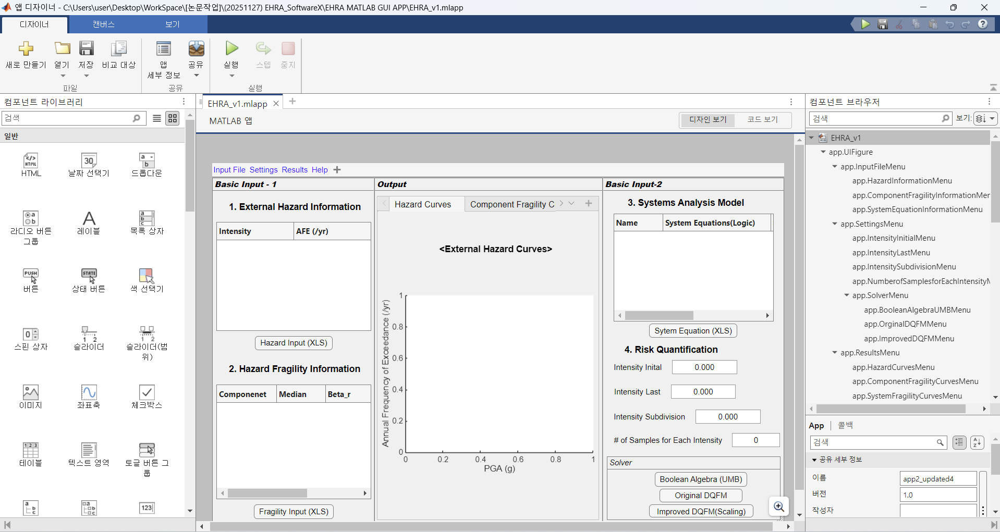 앱 디자이너 - C:\Users\user\Desktop\WorkSpace\[논문작업]\(20251127) EHRA_SoftwareX\EHRA MATLAB GUI APP\EHRA_v1.mlapp
디자이너
캔버스
보기
새로 만들기
열기
저장
비교 대상
파일
앱
세부 정보
공유
공유
실행
스텝
중지
실행
컴포넌트 라이브러리
검색
일반
HTML
날짜 선택기
드롭다운
라디오 버튼
그룹
레이블
목록 상자
버튼
상태 버튼
색 선택기
스핀 상자
슬라이더
슬라이더(범
위)
이미지
좌표축
체크박스
테이블
텍스트 영역
토글 버튼 그
룹
EHRA_v1.mlapp
MATLAB 앱
디자인 보기
코드 보기
Input File Settings Results Help
Basic Input - 1
1. External Hazard Information
Intensity
AFE (/yr)
Hazard Input (XLS)
2. Hazard Fragility Information
Componenet
Median
Beta_r
Fragility Input (XLS)
Output
Hazard Curves
Component Fragility C
<External Hazard Curves>
Annual Frequency of Exceedance (/yr)
1
0.8
0.6
0.4
0.2
0
0 0.2 0.4 0.6 0.8 1
PGA (g)
Basic Input-2
3. Systems Analysis Model
Name
System Equations(Logic)
Sytem Equation (XLS)
4. Risk Quantification
Intensity Inital 0.000
Intensity Last 0.000
Intensity Subdivision 0.000
# of Samples for Each Intensity 0
Solver
Boolean Algebra (UMB)
Original DQFM
Improved DQFM(Scaling)
컴포넌트 브라우저
검색
보기:
EHRA_v1
app.UIFigure
app.InputFileMenu
app.HazardInformationMenu
app.ComponentFragilityInformationMer
app.SystemEquationInformationMenu
app.SettingsMenu
app.IntensityInitialMenu
app.IntensityLastMenu
app.IntensitySubdivisionMenu
app.NumberofSamplesforEachIntensityM
app.SolverMenu
app.BooleanAlgebraUMBMenu
app.OrginalDQFMMenu
app.ImprovedDQFMMenu
app.ResultsMenu
app.HazardCurvesMenu
app.ComponentFragilityCurvesMenu
app.SystemFragilityCurvesMenu
App
콜백
검색
공유 세부 정보
이름 app2_updated4
버전 1.0
작성자